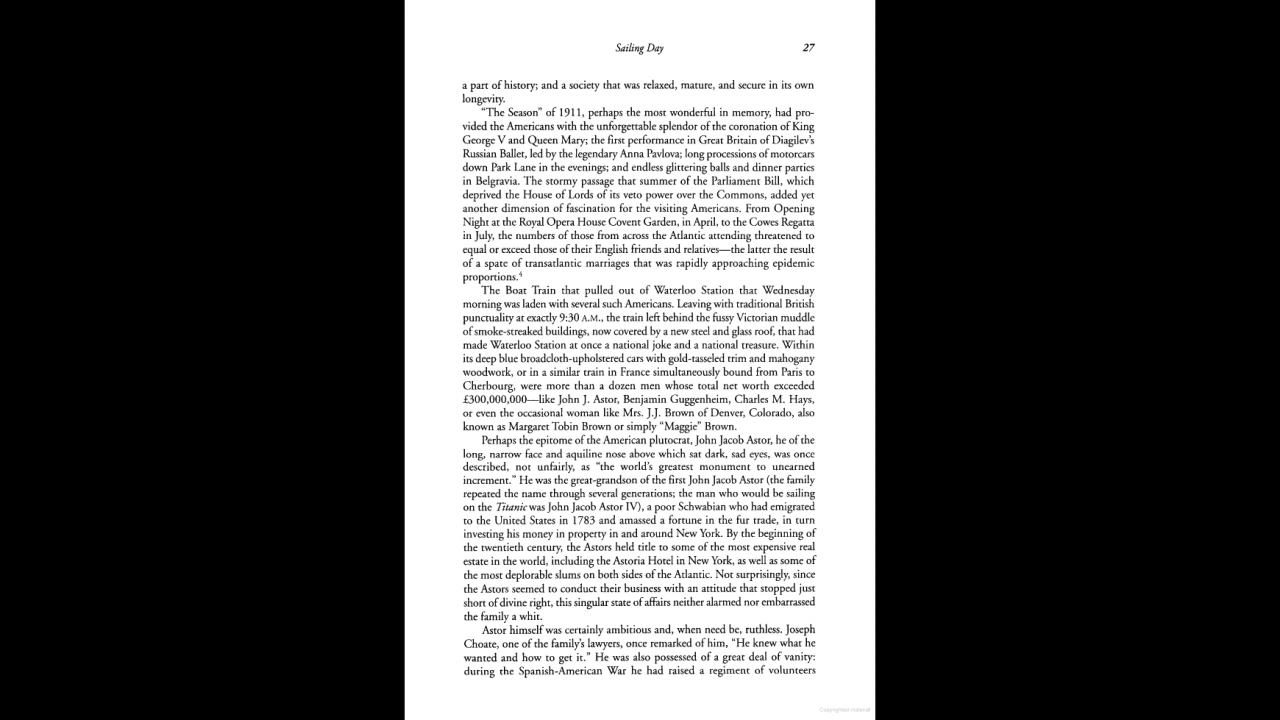 Sailing Day 27
a part of history; and a society that was relaxed, mature, and secure in its own
longevity.
“The Season” of 1911, perhaps the most wonderful in memory, had pro-
vided the Americans with the unforgettable splendor of the coronation of King
George V and Queen Mary; the first performance in Great Britain of Diagilev’s
Russian Ballet, led by the legendary Anna Pavlova; long processions of motorcars
down Park Lane in the evenings; and endless glittering balls and dinner parties
in Belgravia. The stormy passage that summer of the Parliament Bill, which
deprived the House of Lords of its veto power over the Commons, added yet
another dimension of fascination for the visiting Americans. From Opening
Night at the Royal Opera House Covent Garden, in April, to the Cowes Regatta
in July, the numbers of those from across the Atlantic attending threatened to
equal or exceed those of their English friends and relatives—the latter the result
of a spate of transatlantic marriages that was rapidly approaching epidemic
proportions.⁴
The Boat Train that pulled out of Waterloo Station that Wednesday
morning was laden with several such Americans. Leaving with traditional British
punctuality at exactly 9:30 A.M., the train left behind the fussy Victorian muddle
of smoke-streaked buildings, now covered by a new steel and glass roof, that had
made Waterloo Station at once a national joke and a national treasure. Within
its deep blue broadcloth-upholstered cars with gold-tasseled trim and mahogany
woodwork, or in a similar train in France simultaneously bound from Paris to
Cherbourg, were more than a dozen men whose total net worth exceeded
£300,000,000—like John J. Astor, Benjamin Guggenheim, Charles M. Hays,
or even the occasional woman like Mrs. J.J. Brown of Denver, Colorado, also
known as Margaret Tobin Brown or simply “Maggie” Brown.
Perhaps the epitome of the American plutocrat, John Jacob Astor, he of the
long, narrow face and aquiline nose above which sat dark, sad eyes, was once
described, not unfairly, as “the world’s greatest monument to unearned
increment.” He was the great-grandson of the first John Jacob Astor (the family
repeated the name through several generations; the man who would be sailing
on the Titanic was John Jacob Astor IV), a poor Schwabian who had emigrated
to the United States in 1783 and amassed a fortune in the fur trade, in turn
investing his money in property in and around New York. By the beginning of
the twentieth century, the Astors held title to some of the most expensive real
estate in the world, including the Astoria Hotel in New York, as well as some of
the most deplorable slums on both sides of the Atlantic. Not surprisingly, since
the Astors seemed to conduct their business with an attitude that stopped just
short of divine right, this singular state of affairs neither alarmed nor embarrassed
the family a whit.
Astor himself was certainly ambitious and, when need be, ruthless. Joseph
Choate, one of the family’s lawyers, once remarked of him, “He knew what he
wanted and how to get it.” He was also possessed of a great deal of vanity:
during the Spanish-American War he had raised a regiment of volunteers
Copyrighted material